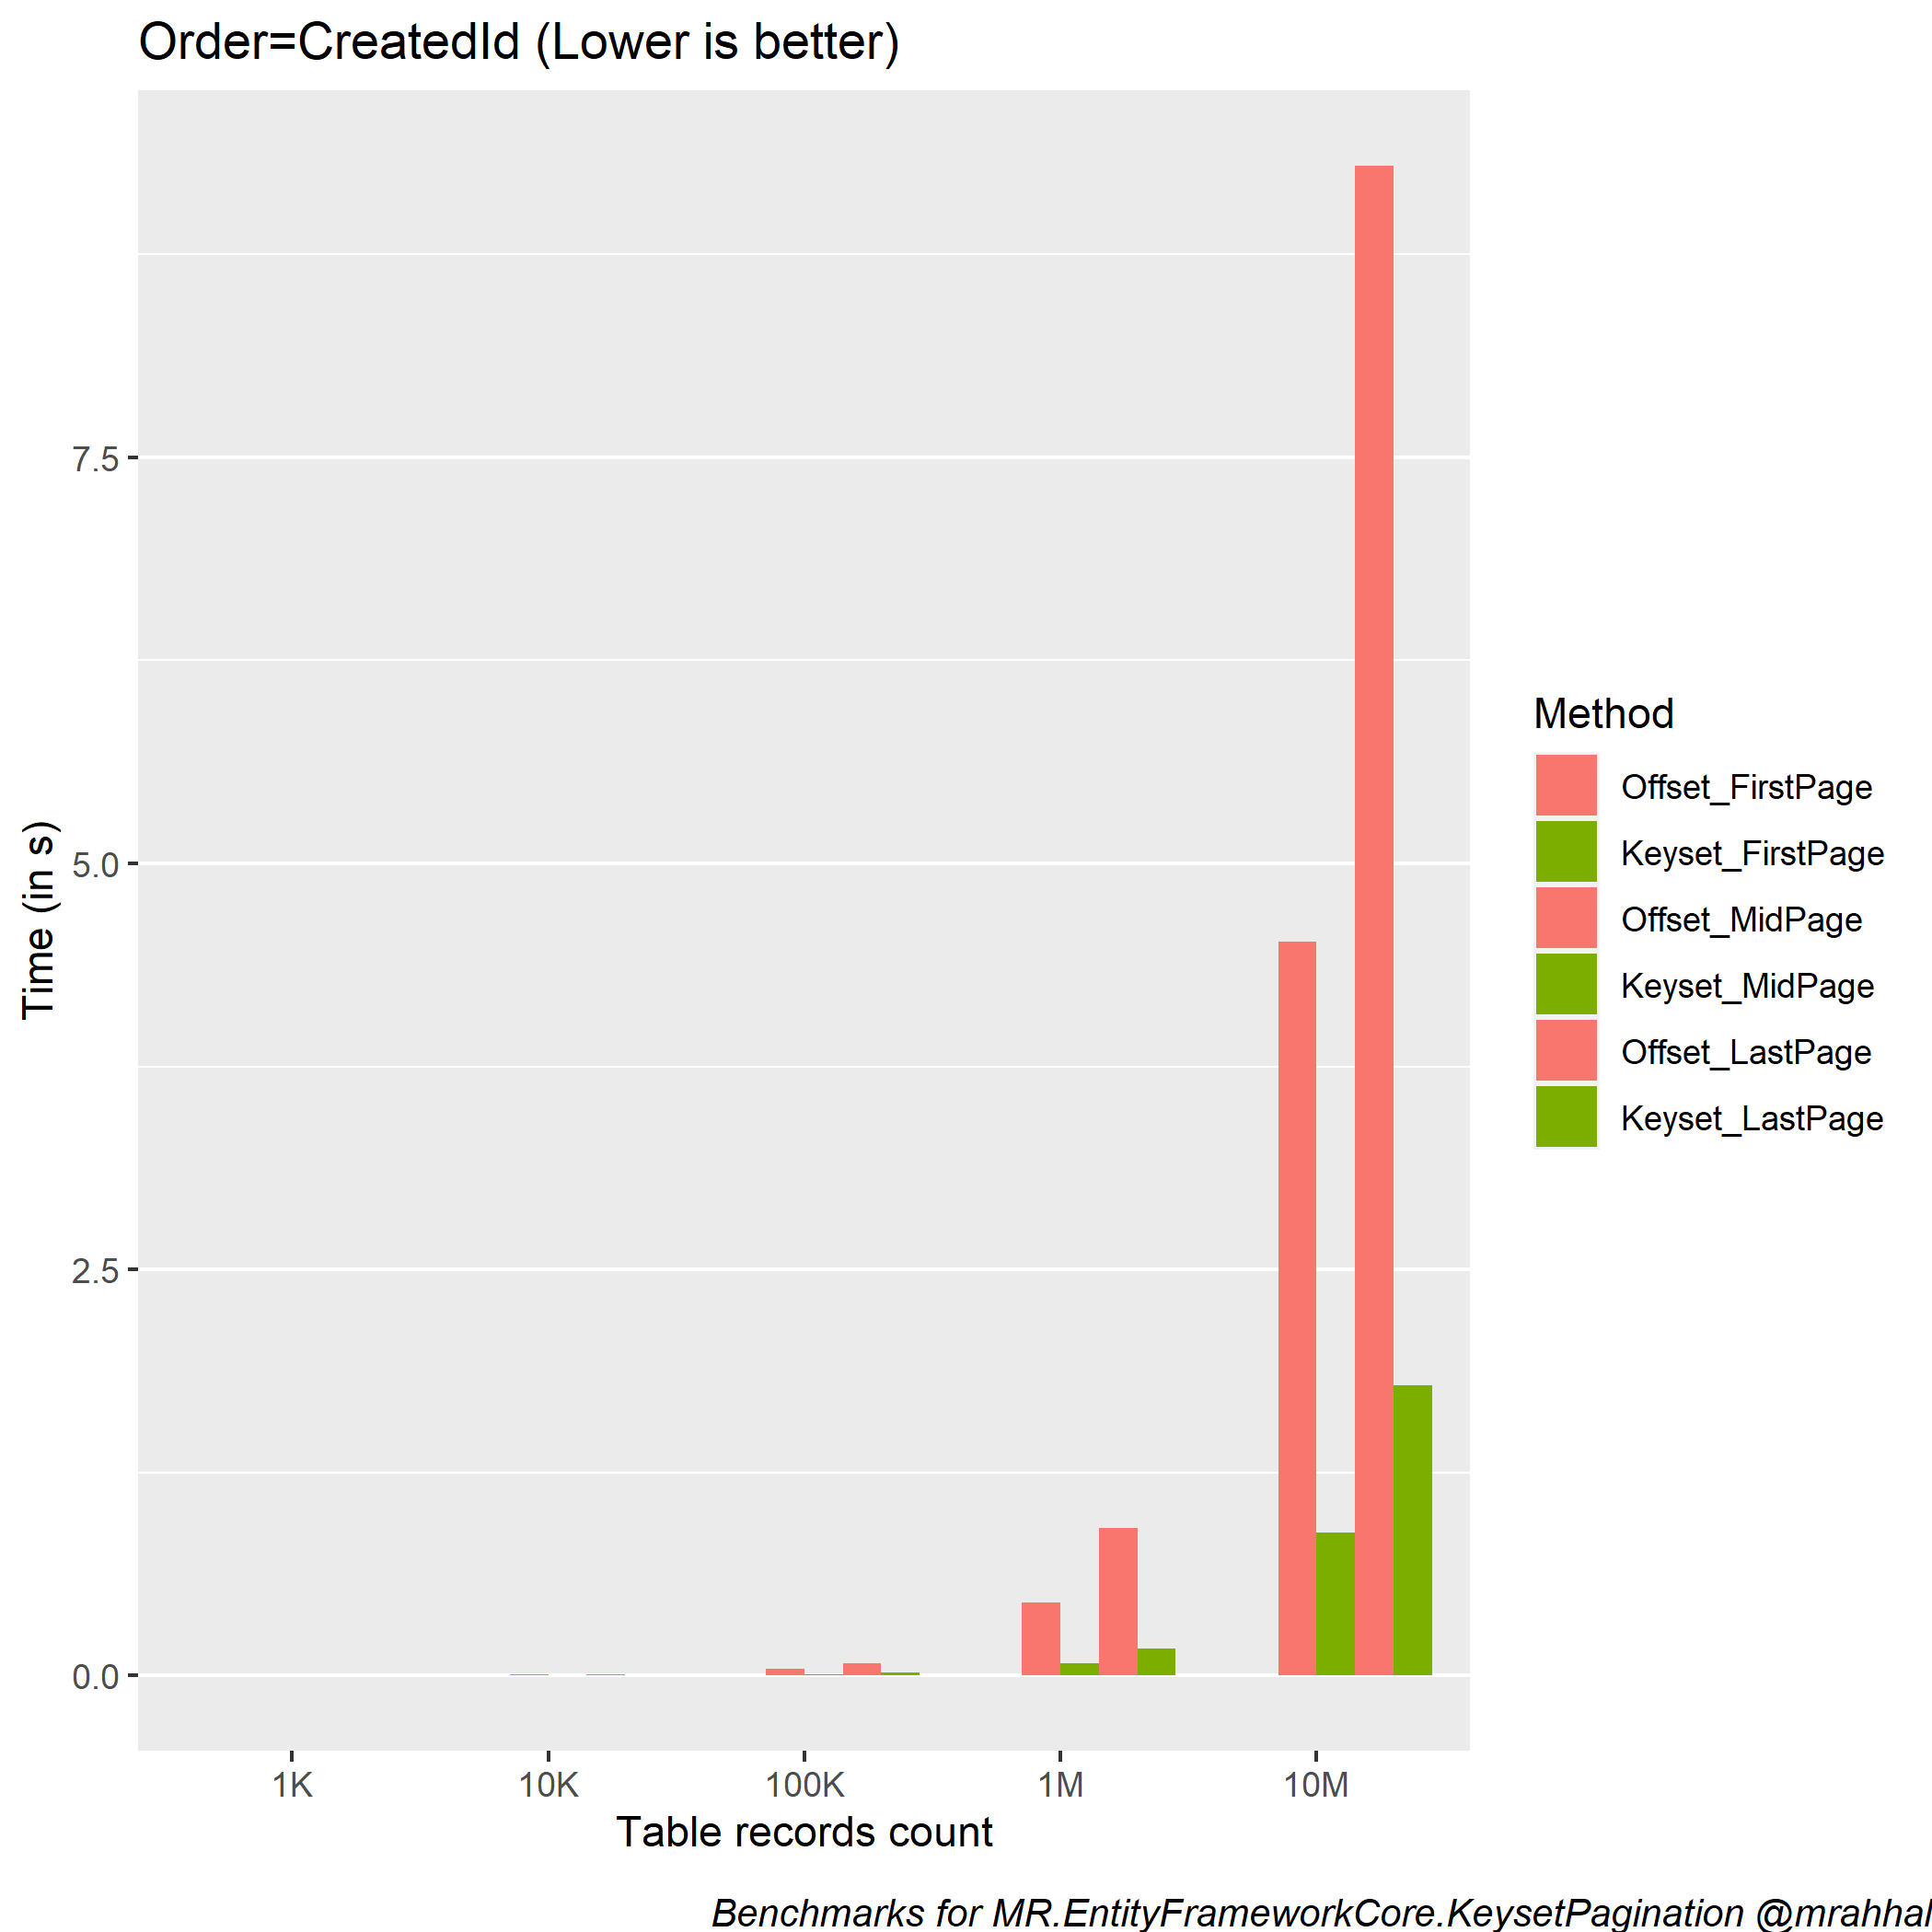 Order=CreatedId (Lower is better)
7.5
5.0
2.5
0.0
Time (in s)
1K
10K
100K
1M
10M
Table records count
Method
Offset_FirstPage
Keyset_FirstPage
Offset_MidPage
Keyset_MidPage
Offset_LastPage
Keyset_LastPage
Benchmarks for MR.EntityFrameworkCore.KeysetPagination @mrahhal